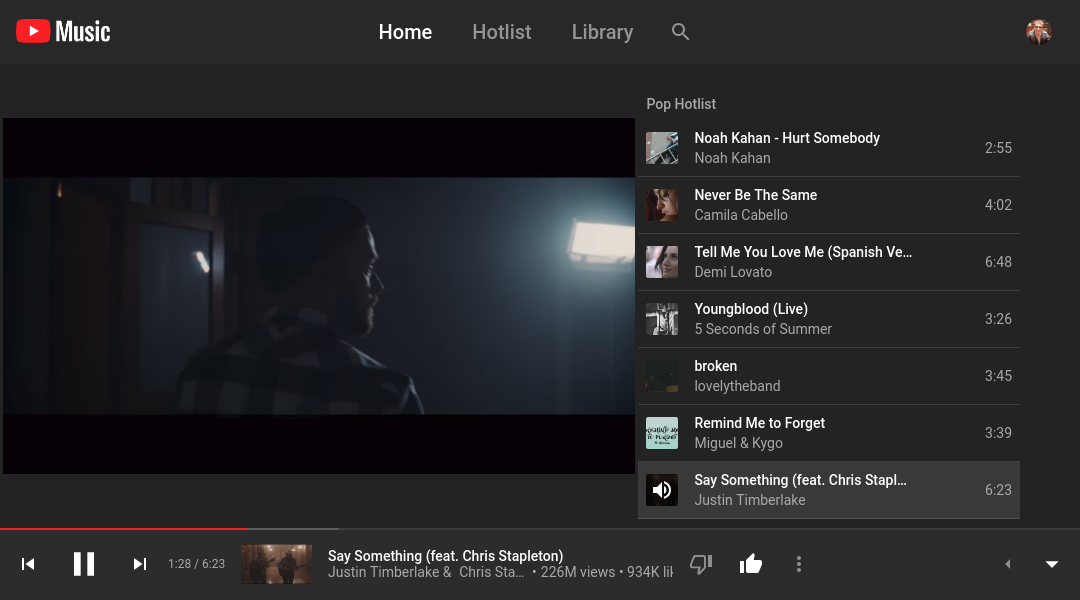 Music
Home
Hotlist
Library
Pop Hotlist
Noah Kahan - Hurt Somebody
Noah Kahan
2:55
Never Be The Same
Camila Cabello
4:02
Tell Me You Love Me (Spanish Ve...
Demi Lovato
6:48
Youngblood (Live)
5 Seconds of Summer
3:26
broken
lovelytheband
3:45
Remind Me to Forget
Miguel & Kygo
3:39
Say Something (feat. Chris Stapl...
Justin Timberlake
6:23
1:28 / 6:23
Say Something (feat. Chris Stapleton)
Justin Timberlake & Chris Sta... • 226M views • 934K lik